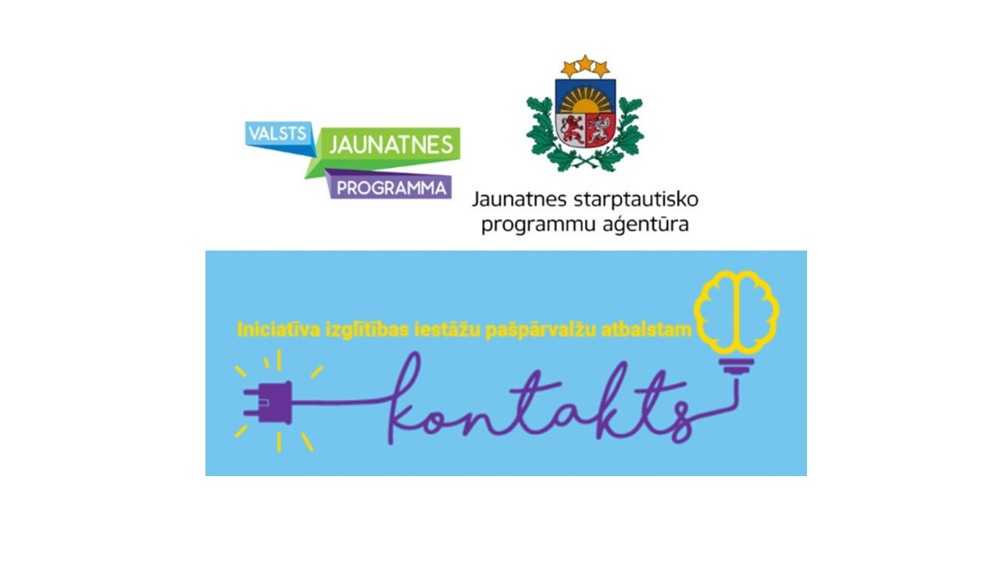 VALSTS
JAUNATNES
PROGRAMMA
Jaunatnes starptautisko
programmu aģentūra
Iniciatīva izglītības iestāžu pašpārvalžu atbalstam
kontakts